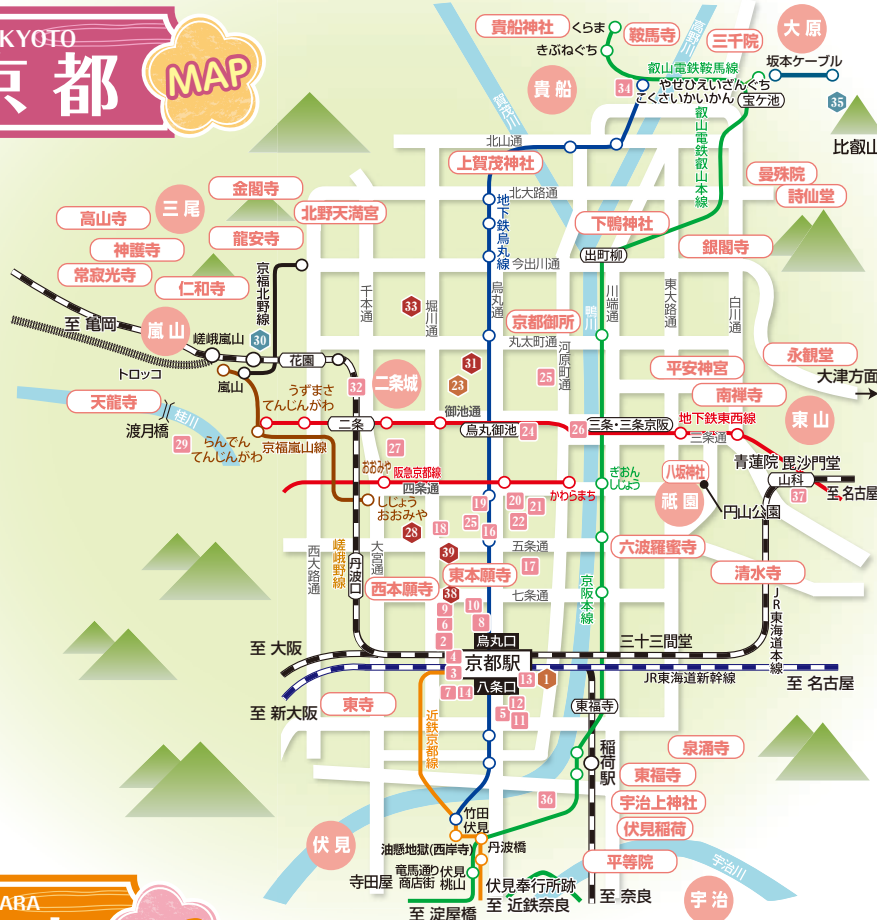 KYOTO
京都
MAP
貴船神社
くらま
鞍馬寺
三千院
大原
きぶねぐち
高野川
叡山電鉄鞍馬線
坂本ケーブル
貴船
34
やせひえいざんぐち
こくさいかいかん
宝ケ池
35
比叡山
叡山電鉄叡山本線
北山通
上賀茂神社
曼殊院
詩仙堂
金閣寺
三尾
高山寺
北野天満宮
北大路通
地下鉄烏丸線
下鴨神社
神護寺
龍安寺
銀閣寺
出町柳
常寂光寺
仁和寺
京福北野線
今出川通
至 亀岡
千本通
堀川通
烏丸通
鴨川
川端通
東大路通
白川通
33
嵐山
嵯峨嵐山
30
京都御所
丸太町通
河原町通
花園
永観堂
トロッコ
嵐山
31
平安神宮
大津方面
32
二条城
23
25
南禅寺
うずまさ
てんじんがわ
天龍寺
桂川
御池通
地下鉄東西線
東山
渡月橋
二条
烏丸御池
24
26
三条・三条京阪
三条通
29
らんでん
てんじんがわ
京福嵐山線
27
青蓮院
毘沙門堂
おおみや
阪急京都線
四条通
かわらまち
ぎおん
しじょう
八坂神社
山科
37
至 名古屋
しじょう
おおみや
19
20
21
祇園
円山公園
28
18
25
22
16
西大路通
嵯峨野線
大宮通
39
五条通
六波羅蜜寺
丹波口
17
西本願寺
東本願寺
清水寺
38
七条通
京阪本線
JR東海道本線
9
10
6
8
2
烏丸口
三十三間堂
至 大阪
4
京都駅
3
13
1
JR東海道新幹線
至 名古屋
7
14
八条口
東寺
12
5
11
東福寺
至 新大阪
近鉄京都線
稲荷駅
泉涌寺
東福寺
36
宇治上神社
竹田
伏見
伏見稲荷
伏見
油懸地獄(西岸寺)
丹波橋
平等院
宇治川
竜馬通り
商店街
伏見
桃山
寺田屋
伏見奉行所跡
至 淀屋橋
至 近鉄奈良
至 奈良
宇治